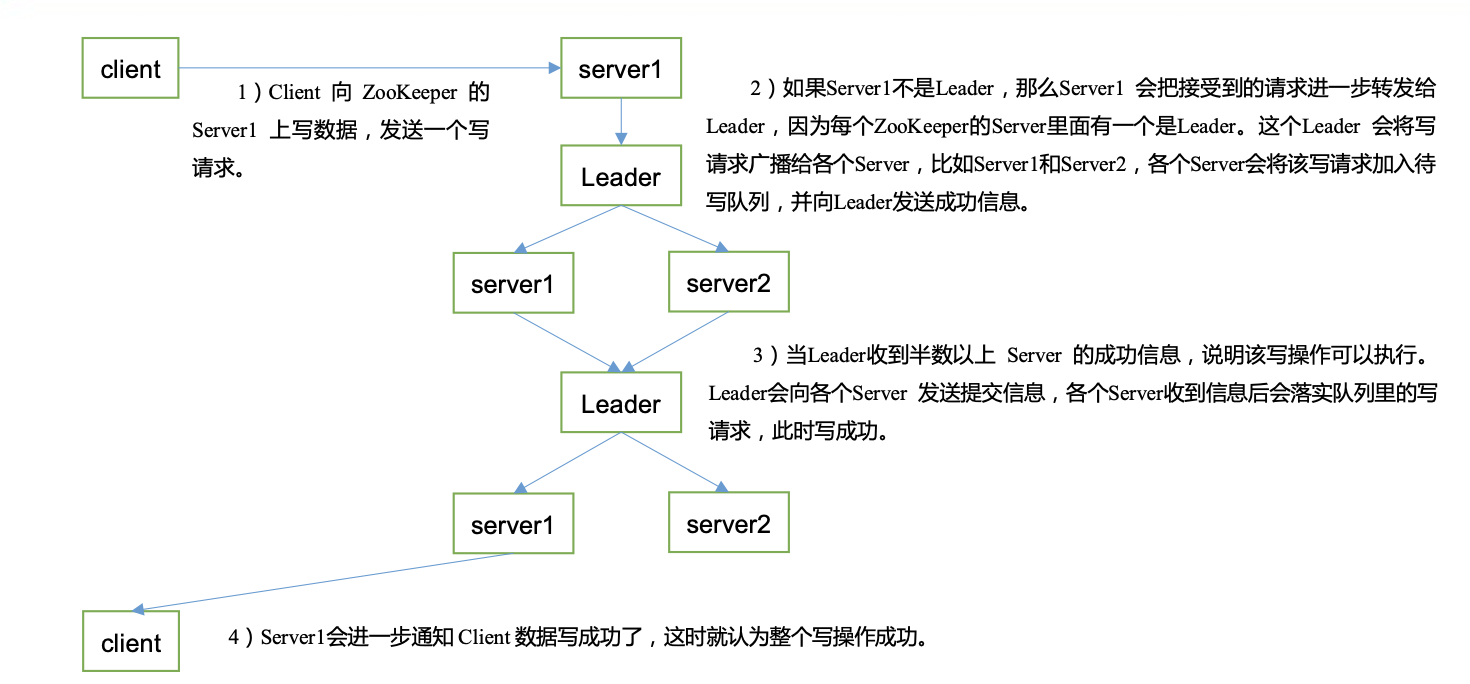 client
server1
1）Client 向 ZooKeeper 的
Server1 上写数据，发送一个写
请求。
2）如果Server1不是Leader，那么Server1 会把接受到的请求进一步转发给
Leader，因为每个ZooKeeper的Server里面有一个是Leader。这个Leader 会将写
请求广播给各个Server，比如Server1和Server2，各个Server会将该写请求加入待
写队列，并向Leader发送成功信息。
Leader
server1
server2
3）当Leader收到半数以上 Server 的成功信息，说明该写操作可以执行。
Leader会向各个Server 发送提交信息，各个Server收到信息后会落实队列里的写
请求，此时写成功。
Leader
server1
server2
client
4）Server1会进一步通知 Client 数据写成功了，这时就认为整个写操作成功。